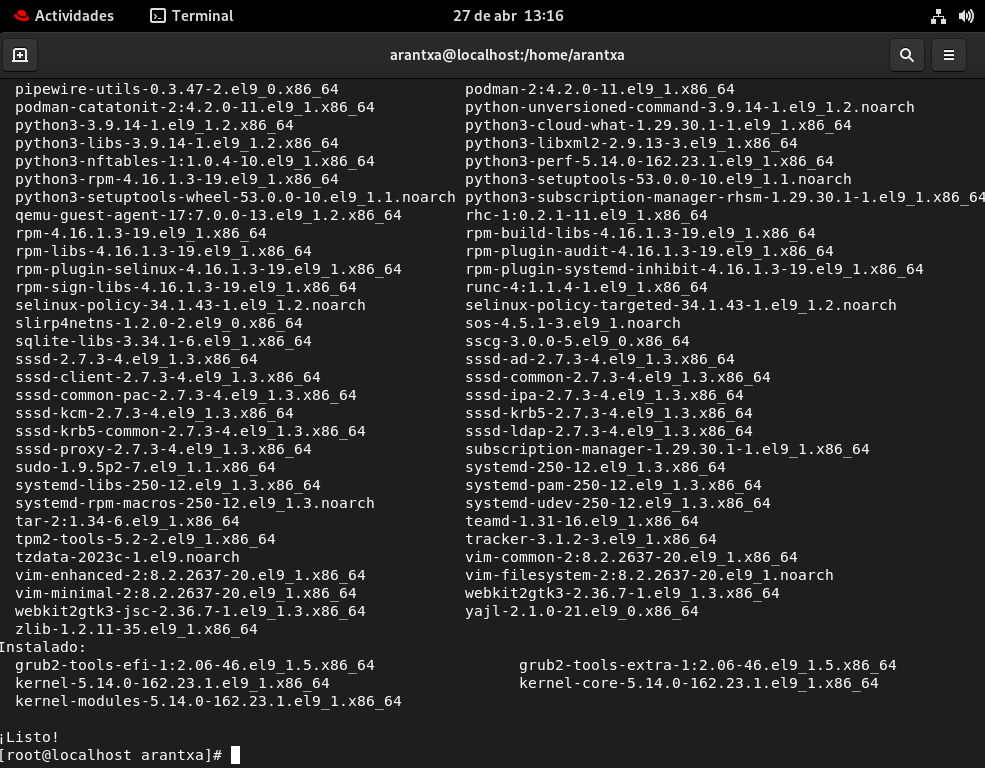 Actividades Terminal 27 de abr 13:16
arantxa@localhost:/home/arantxa
pipewire-utils-0.3.47-2.el9_0.x86_64 podman-2:4.2.0-11.el9_1.x86_64
podman-catatonit-2:4.2.0-11.el9_1.x86_64 python-unversioned-command-3.9.14-1.el9_1.2.noarch
python3-3.9.14-1.el9_1.2.x86_64 python3-cloud-what-1.29.30.1-1.el9_1.x86_64
python3-libs-3.9.14-1.el9_1.2.x86_64 python3-libxml2-2.9.13-3.el9_1.x86_64
python3-nftables-1:1.0.4-10.el9_1.x86_64 python3-perf-5.14.0-162.23.1.el9_1.x86_64
python3-rpm-4.16.1.3-19.el9_1.x86_64 python3-setuptools-53.0.0-10.el9_1.1.noarch
python3-setuptools-wheel-53.0.0-10.el9_1.1.noarch python3-subscription-manager-rhsm-1.29.30.1-1.el9_1.x86_64
qemu-guest-agent-17:7.0.0-13.el9_1.2.x86_64 rhc-1:0.2.1-11.el9_1.x86_64
rpm-4.16.1.3-19.el9_1.x86_64 rpm-build-libs-4.16.1.3-19.el9_1.x86_64
rpm-libs-4.16.1.3-19.el9_1.x86_64 rpm-plugin-audit-4.16.1.3-19.el9_1.x86_64
rpm-plugin-selinux-4.16.1.3-19.el9_1.x86_64 rpm-plugin-systemd-inhibit-4.16.1.3-19.el9_1.x86_64
rpm-sign-libs-4.16.1.3-19.el9_1.x86_64 runc-4:1.1.4-1.el9_1.x86_64
selinux-policy-34.1.43-1.el9_1.2.noarch selinux-policy-targeted-34.1.43-1.el9_1.2.noarch
slirp4netns-1.2.0-2.el9_0.x86_64 sos-4.5.1-3.el9_1.noarch
sqlite-libs-3.34.1-6.el9_1.x86_64 sscg-3.0.0-5.el9_0.x86_64
sssd-2.7.3-4.el9_1.3.x86_64 sssd-ad-2.7.3-4.el9_1.3.x86_64
sssd-client-2.7.3-4.el9_1.3.x86_64 sssd-common-2.7.3-4.el9_1.3.x86_64
sssd-common-pac-2.7.3-4.el9_1.3.x86_64 sssd-ipa-2.7.3-4.el9_1.3.x86_64
sssd-kcm-2.7.3-4.el9_1.3.x86_64 sssd-krb5-2.7.3-4.el9_1.3.x86_64
sssd-krb5-common-2.7.3-4.el9_1.3.x86_64 sssd-ldap-2.7.3-4.el9_1.3.x86_64
sssd-proxy-2.7.3-4.el9_1.3.x86_64 subscription-manager-1.29.30.1-1.el9_1.x86_64
sudo-1.9.5p2-7.el9_1.1.x86_64 systemd-250-12.el9_1.3.x86_64
systemd-libs-250-12.el9_1.3.x86_64 systemd-pam-250-12.el9_1.3.x86_64
systemd-rpm-macros-250-12.el9_1.3.noarch systemd-udev-250-12.el9_1.3.x86_64
tar-2:1.34-6.el9_1.x86_64 teamd-1.31-16.el9_1.x86_64
tpm2-tools-5.2-2.el9_1.x86_64 tracker-3.1.2-3.el9_1.x86_64
tzdata-2023c-1.el9.noarch vim-common-2:8.2.2637-20.el9_1.x86_64
vim-enhanced-2:8.2.2637-20.el9_1.x86_64 vim-filesystem-2:8.2.2637-20.el9_1.noarch
vim-minimal-2:8.2.2637-20.el9_1.x86_64 webkit2gtk3-2.36.7-1.el9_1.3.x86_64
webkit2gtk3-jsc-2.36.7-1.el9_1.3.x86_64 yajl-2.1.0-21.el9_0.x86_64
zlib-1.2.11-35.el9_1.x86_64
Instalado:
grub2-tools-efi-1:2.06-46.el9_1.5.x86_64 grub2-tools-extra-1:2.06-46.el9_1.5.x86_64
kernel-5.14.0-162.23.1.el9_1.x86_64 kernel-core-5.14.0-162.23.1.el9_1.x86_64
kernel-modules-5.14.0-162.23.1.el9_1.x86_64
¡Listo!
[root@localhost arantxa]#